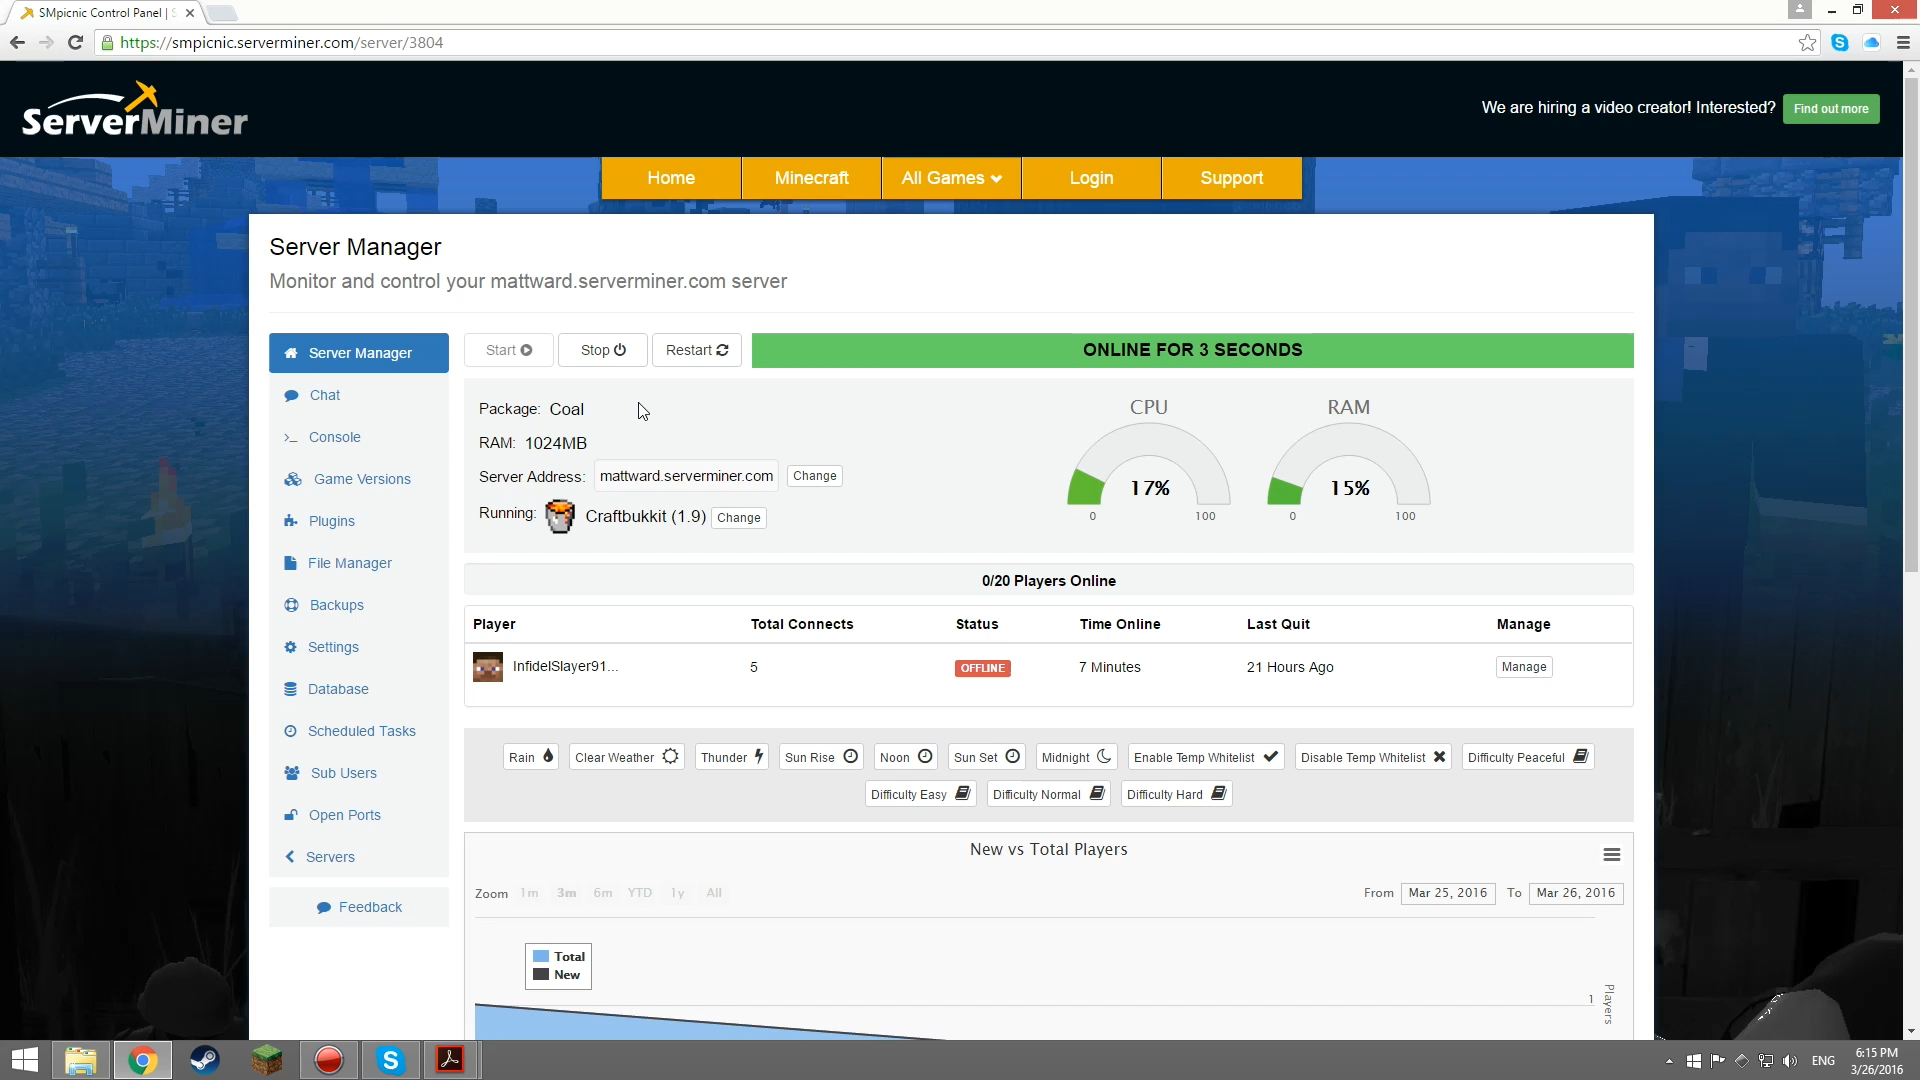 SMpicnic Control Panel |
https://smpicnic.serverminer.com/server/3804
ServerMiner
We are hiring a video creator! Interested? Find out more
Home Minecraft All Games Login Support
Server Manager
Monitor and control your mattward.serverminer.com server
Server Manager
Chat
Console
Game Versions
Plugins
File Manager
Backups
Settings
Database
Scheduled Tasks
Sub Users
Open Ports
Servers
Feedback
Start Stop Restart ONLINE FOR 3 SECONDS
Package: Coal
RAM: 1024MB
Server Address: mattward.serverminer.com Change
Running: Craftbukkit (1.9) Change
CPU RAM
17% 15%
0 100 0 100
0/20 Players Online
Player Total Connects Status Time Online Last Quit Manage
InfidelSlayer91... 5 OFFLINE 7 Minutes 21 Hours Ago Manage
Rain Clear Weather Thunder Sun Rise Noon Sun Set Midnight Enable Temp Whitelist Disable Temp Whitelist Difficulty Peaceful
Difficulty Easy Difficulty Normal Difficulty Hard
New vs Total Players
Zoom 1m 3m 6m YTD 1y All From Mar 25, 2016 To Mar 26, 2016
Total
New
1
Players
ENG
6:15 PM
3/26/2016